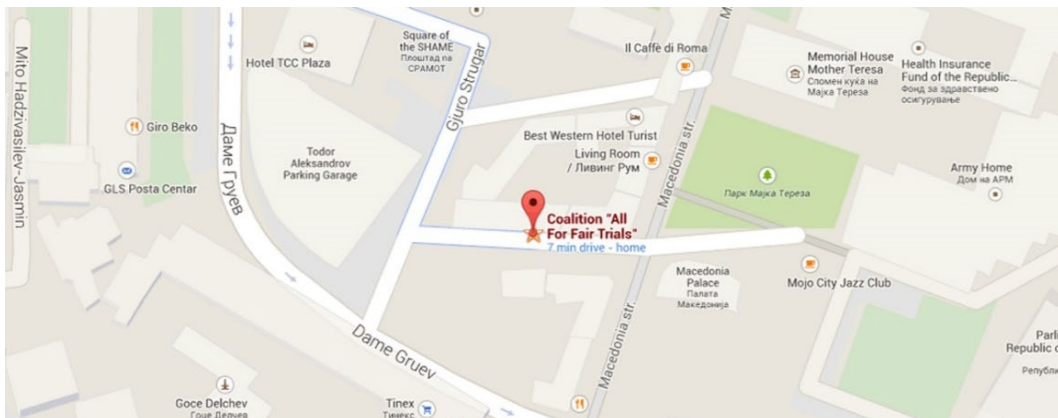 Mito Hadzivasilev-Jasmin
Hotel TCC Plaza
Square of
the SHAME
Плоштад на
СРАМОТ
Gjuro Strugar
Il Caffè di Roma
Memorial House
Mother Teresa
Спомен куќа на
Мајка Тереза
Health Insurance
Fund of the Republic...
Фонд за здравствено
осигурување
Giro Beko
GLS Posta Centar
Даме Груев
Todor
Aleksandrov
Parking Garage
Best Western Hotel Turist
Living Room
/ Ливинг Рум
Macedonia str.
Парк Мајка Тереза
Army Home
Дом на АРМ
Coalition "All
For Fair Trials"
7 min drive - home
Macedonia
Palace
Палата
Македонија
Mojo City Jazz Club
Dame Gruev
Macedonia str.
Goce Delchev
Гоце Делчев
Tinex
Тинекс
Parli
Republic o
Републи